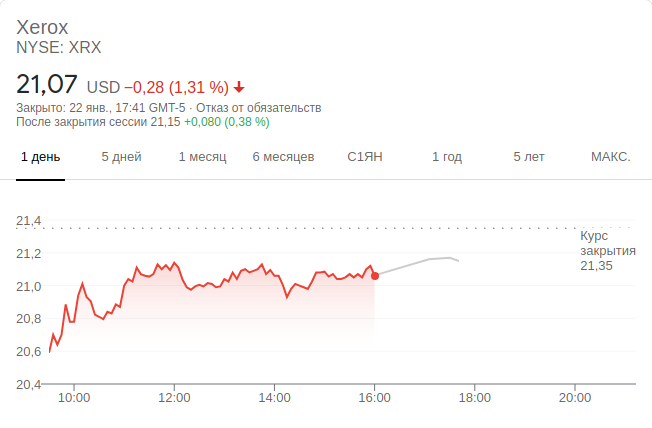 Xerox
NYSE: XRX
21,07 USD −0,28 (1,31 %)
Закрыто: 22 янв., 17:41 GMT-5 · Отказ от обязательств
После закрытия сессии 21,15 +0,080 (0,38 %)
1 день 5 дней 1 месяц 6 месяцев С1ЯН 1 год 5 лет МАКС.
21,4
Курс
закрытия
21,35
21,2
21,0
20,8
20,6
20,4
10:00 12:00 14:00 16:00 18:00 20:00